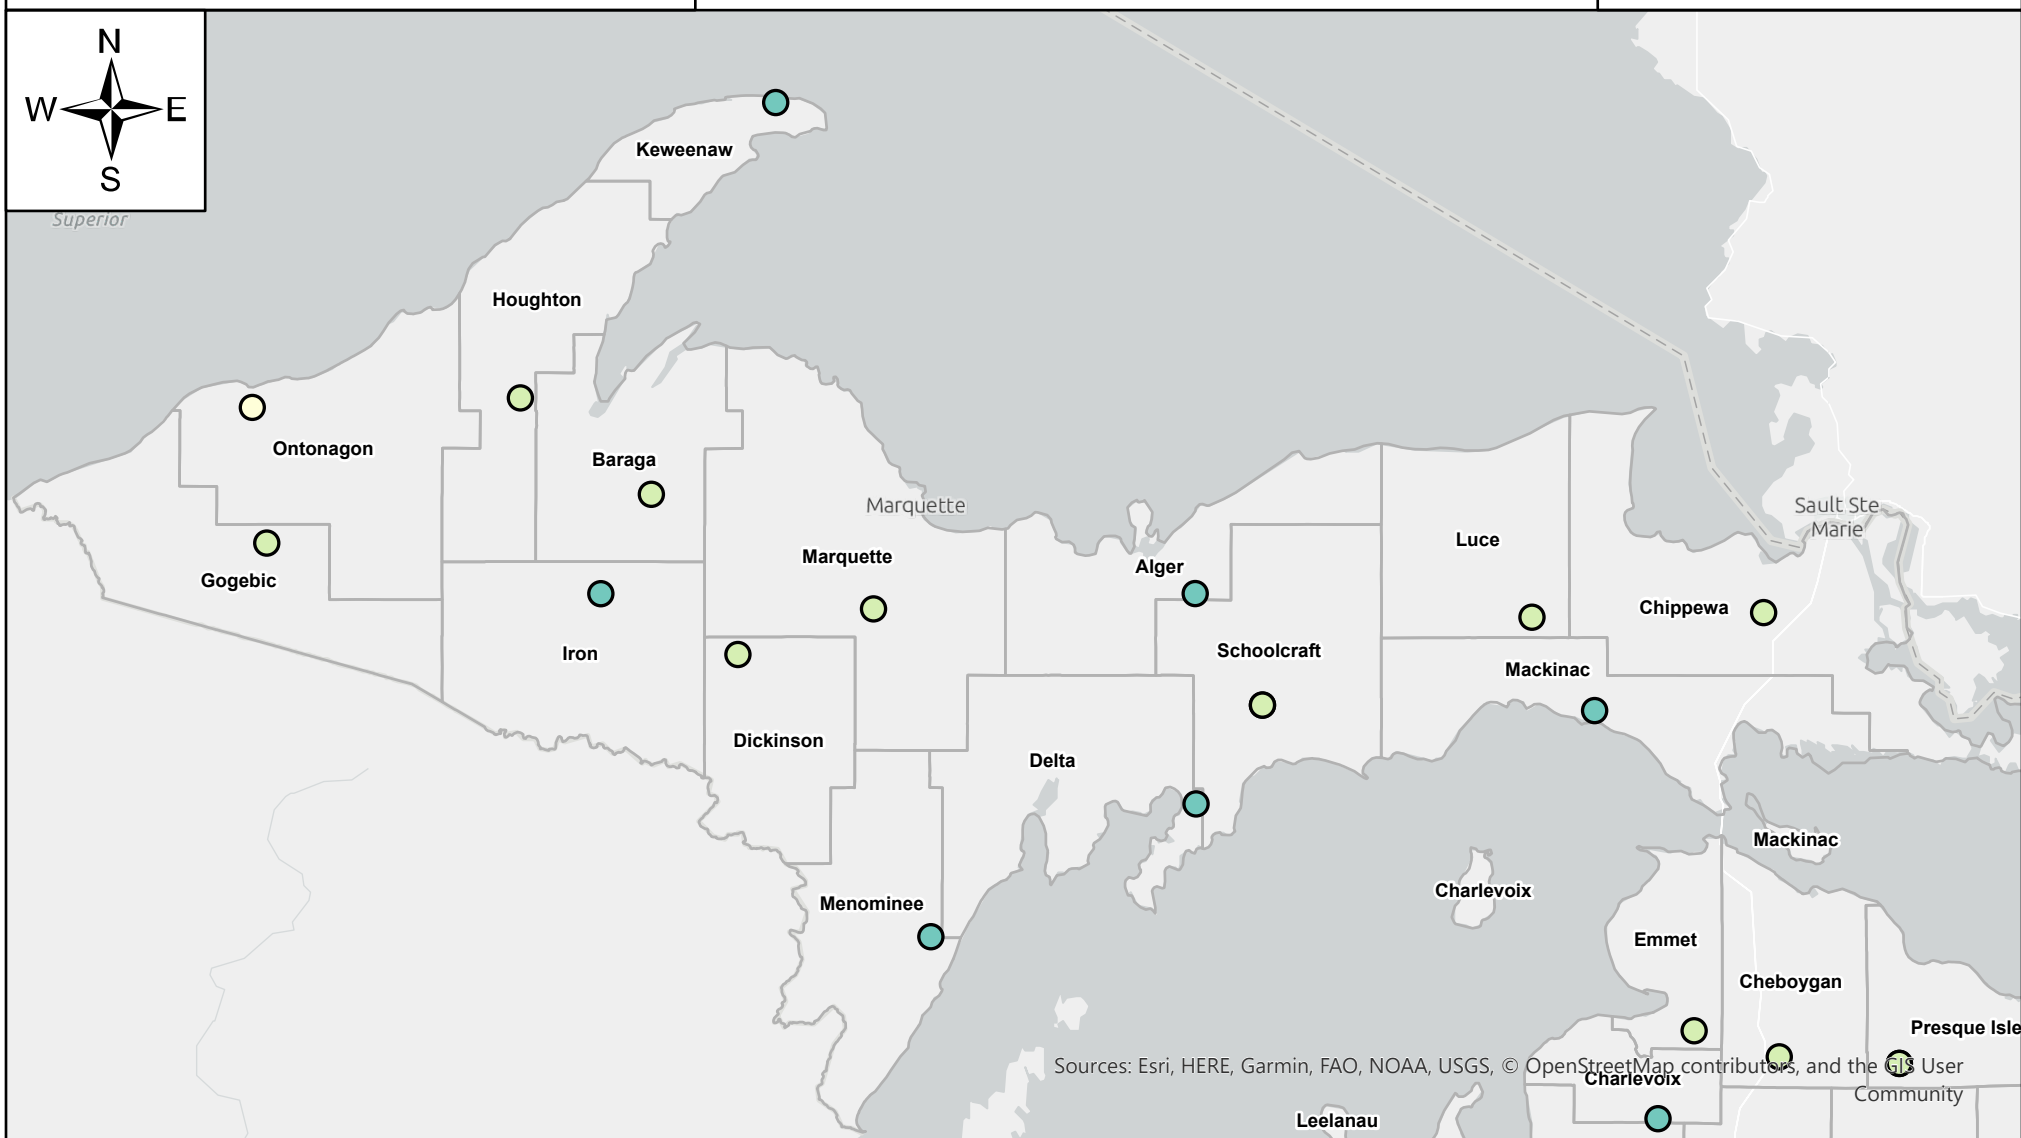 N
W
E
S
Superior
Keweenaw
Houghton
Ontonagon
Baraga
Marquette
Sault Ste
Marie
Luce
Marquette
Alger
Gogebic
Chippewa
Iron
Schoolcraft
Mackinac
Dickinson
Delta
Mackinac
Charlevoix
Menominee
Emmet
Cheboygan
Presque Isle
Sources: Esri, HERE, Garmin, FAO, NOAA, USGS, © OpenStreetMap contributors, and the GIS User
Community
Charlevoix
Leelanau